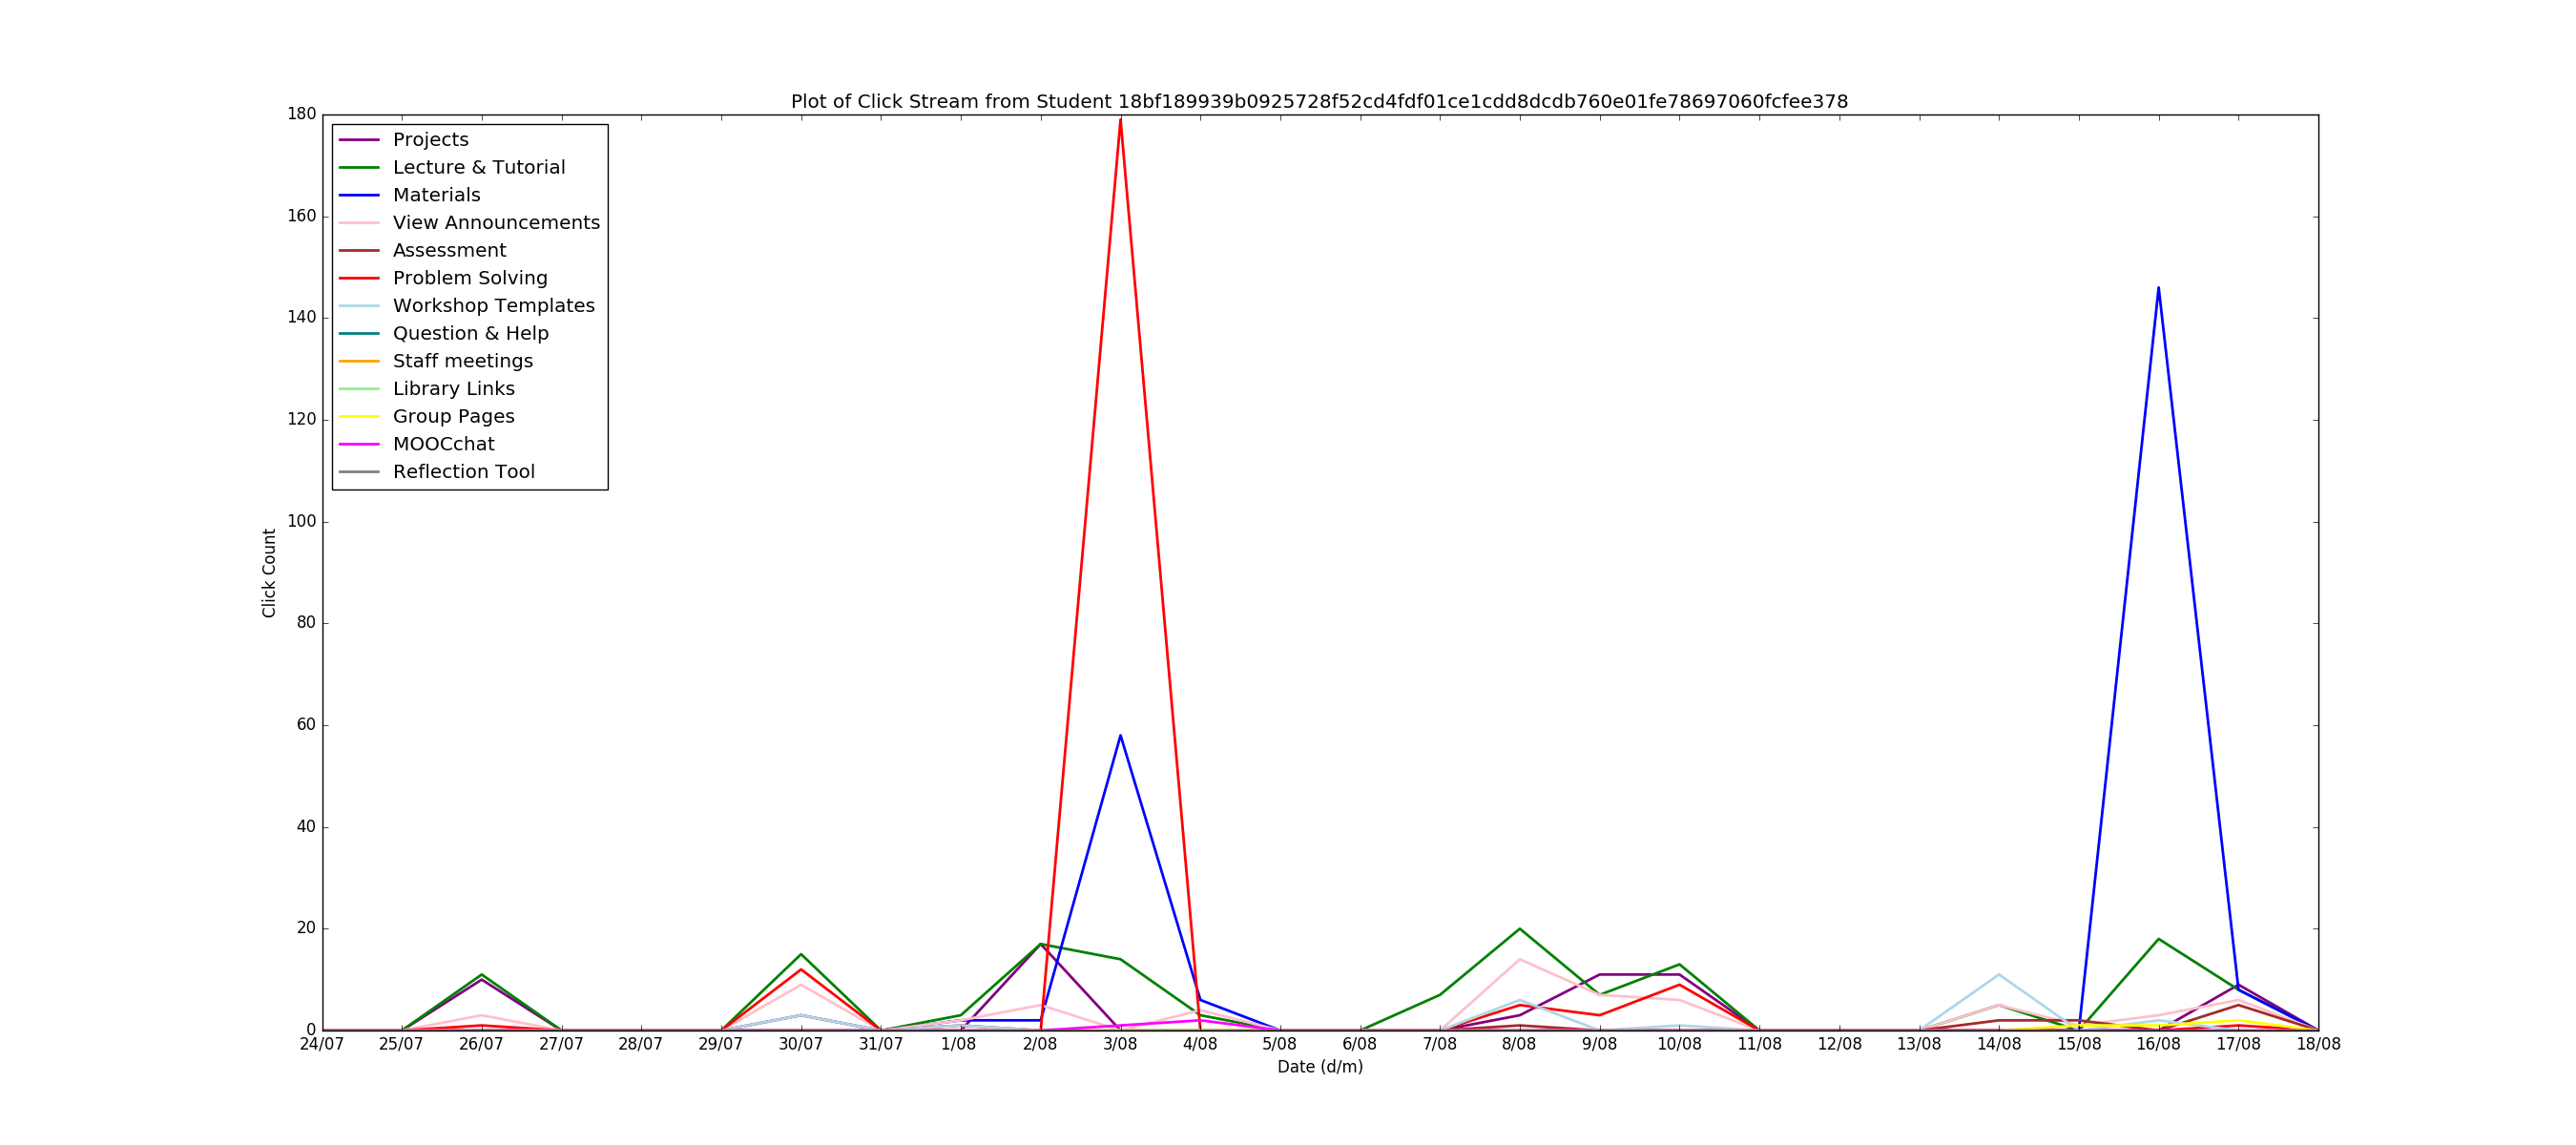 Plot of Click Stream from Student 18bf189939b0925728f52cd4fdf01ce1cdd8dcdb760e01fe78697060fcfee378
Projects
Lecture & Tutorial
Materials
View Announcements
Assessment
Problem Solving
Workshop Templates
Question & Help
Staff meetings
Library Links
Group Pages
MOOCchat
Reflection Tool
Click Count
180
160
140
120
100
80
60
40
20
0
24/07 25/07 26/07 27/07 28/07 29/07 30/07 31/07 1/08 2/08 3/08 4/08 5/08 6/08 7/08 8/08 9/08 10/08 11/08 12/08 13/08 14/08 15/08 16/08 17/08 18/08
Date (d/m)